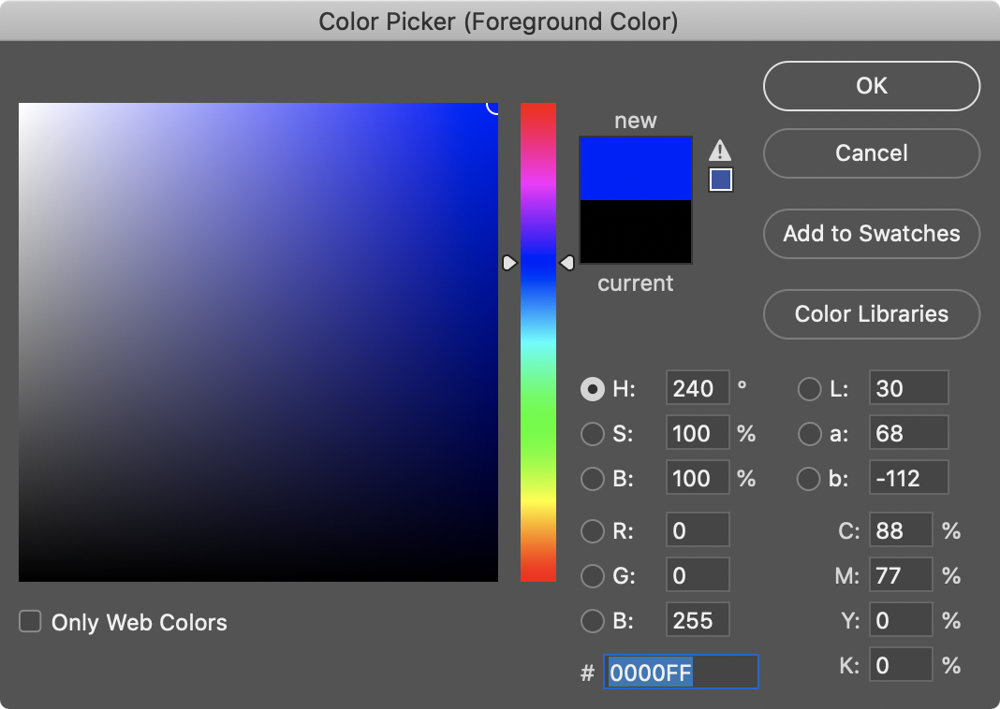 Color Picker (Foreground Color)
OK
new
Cancel
Add to Swatches
current
Color Libraries
H: 240 °
L: 30
S: 100 %
a: 68
B: 100 %
b: -112
R: 0
C: 88 %
G: 0
M: 77 %
B: 255
Y: 0 %
Only Web Colors
# 0000FF
K: 0 %